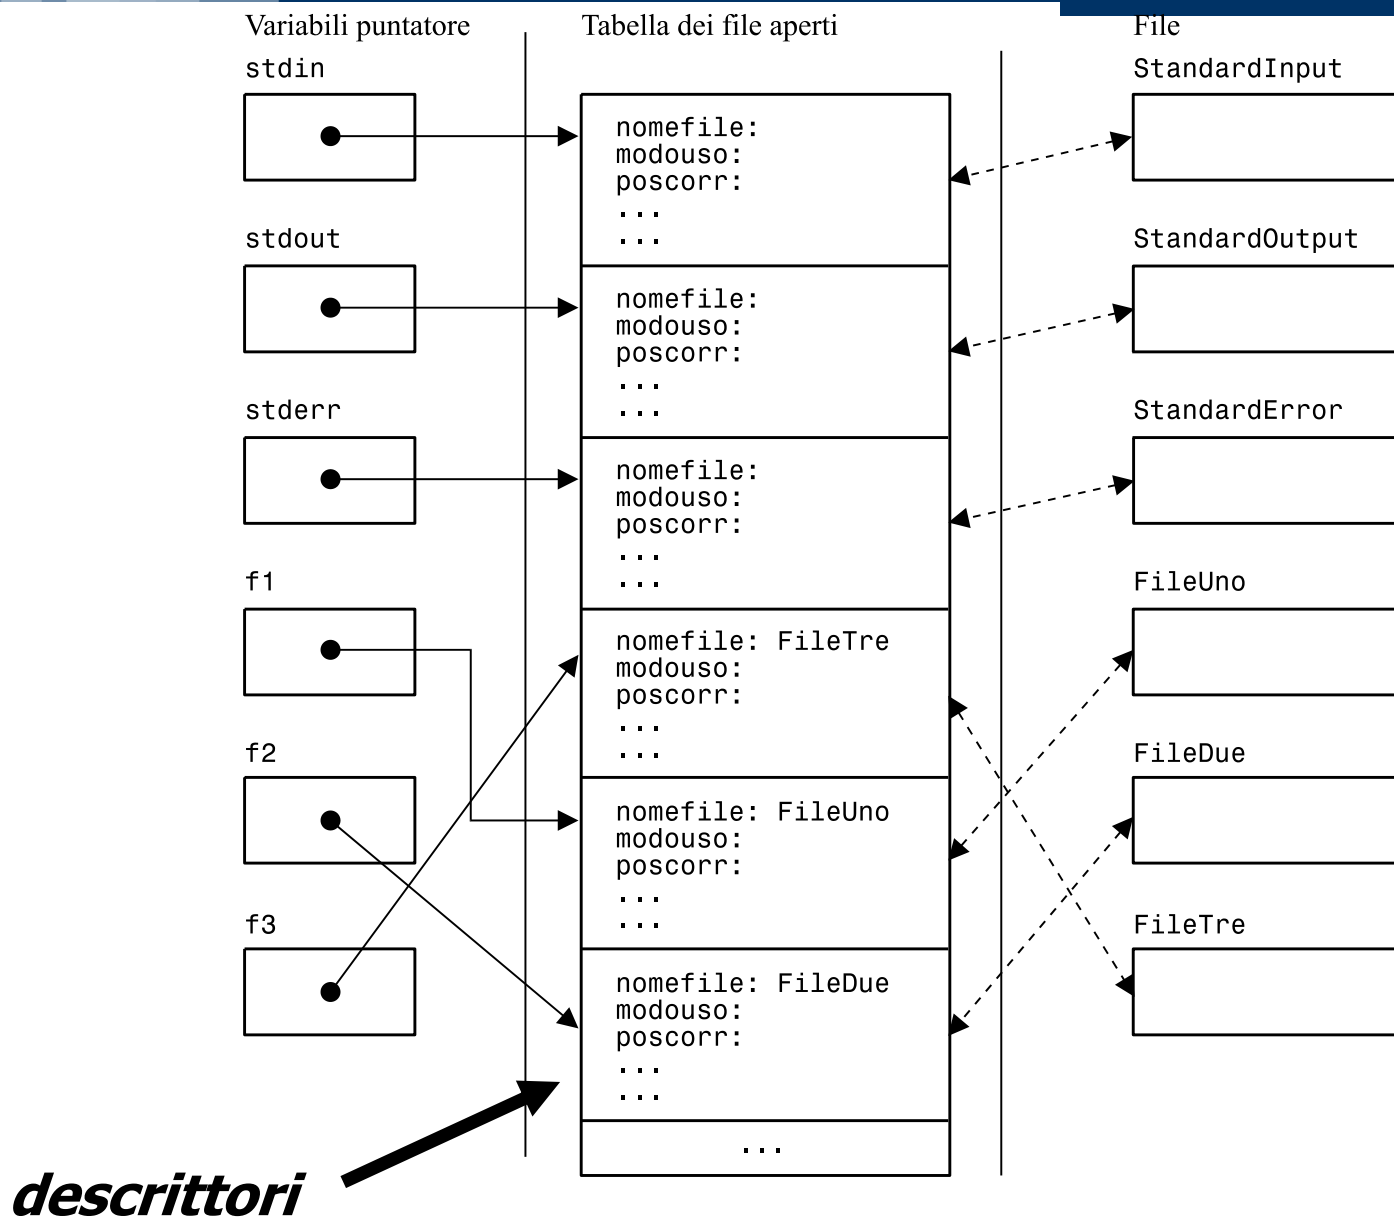 Variabili puntatore
Tabella dei file aperti
File
stdin
StandardInput
nomefile:
modouso:
poscorr:
...
...
stdout
StandardOutput
nomefile:
modouso:
poscorr:
...
...
stderr
StandardError
nomefile:
modouso:
poscorr:
...
...
f1
FileUno
nomefile: FileTre
modouso:
poscorr:
...
...
f2
FileDue
nomefile: FileUno
modouso:
poscorr:
...
...
f3
FileTre
nomefile: FileDue
modouso:
poscorr:
...
...
...
descrittori